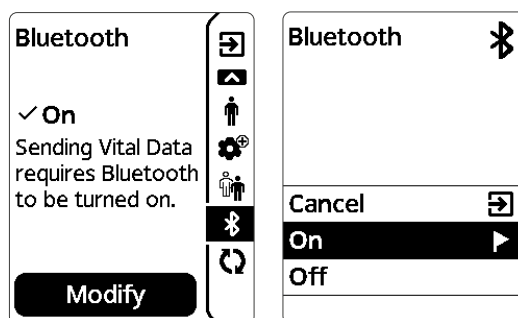 Bluetooth
✓ On
Sending Vital Data
requires Bluetooth
to be turned on.
Modify
Bluetooth
Cancel
On
Off